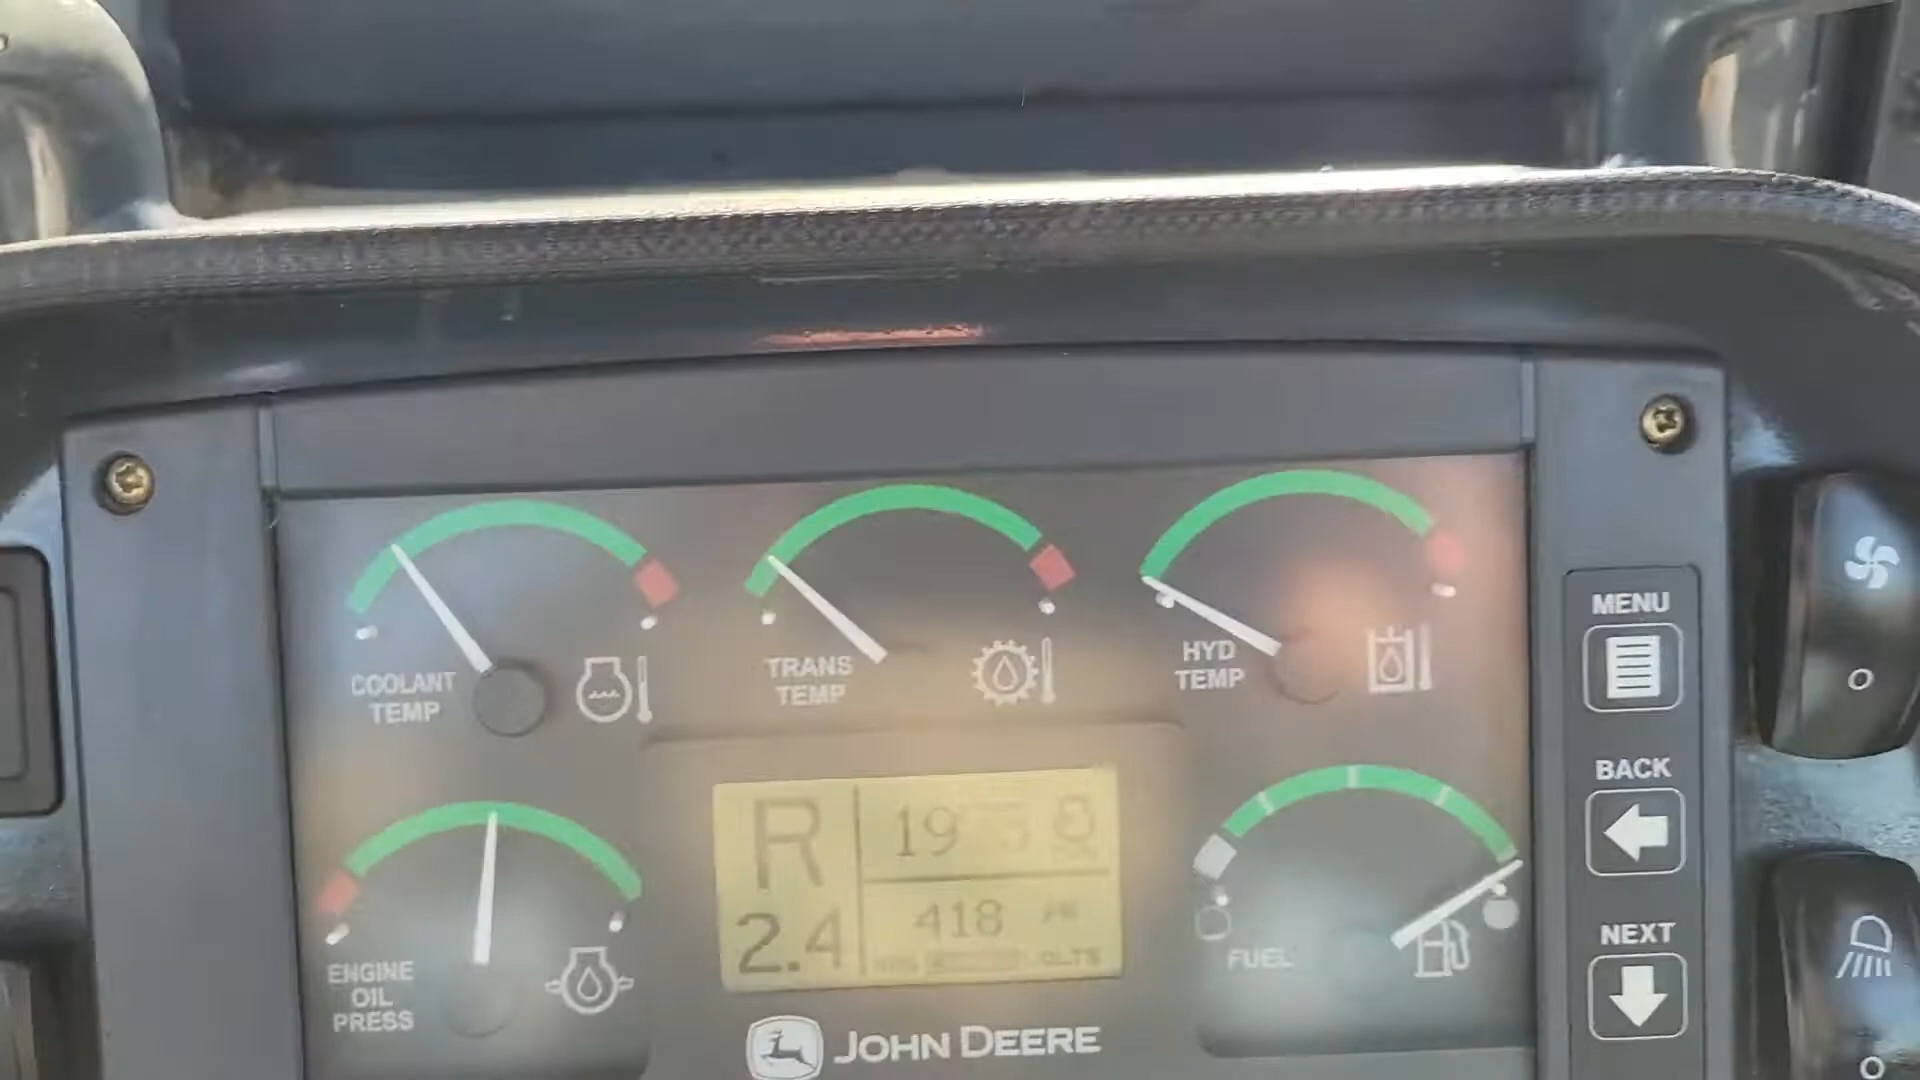 COOLANT
TEMP
TRANS
TEMP
HYD
TEMP
MENU
BACK
NEXT
R
2.4
19
418
ENGINE
OIL
PRESS
FUEL
JOHN DEERE
O
O